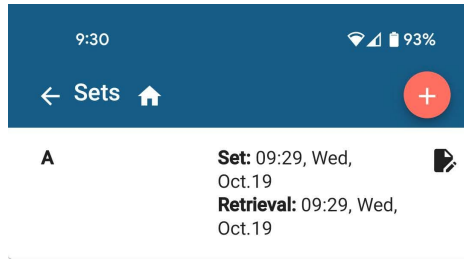 9:30 93%
Sets
+
A
Set: 09:29, Wed,
Oct.19
Retrieval: 09:29, Wed,
Oct.19